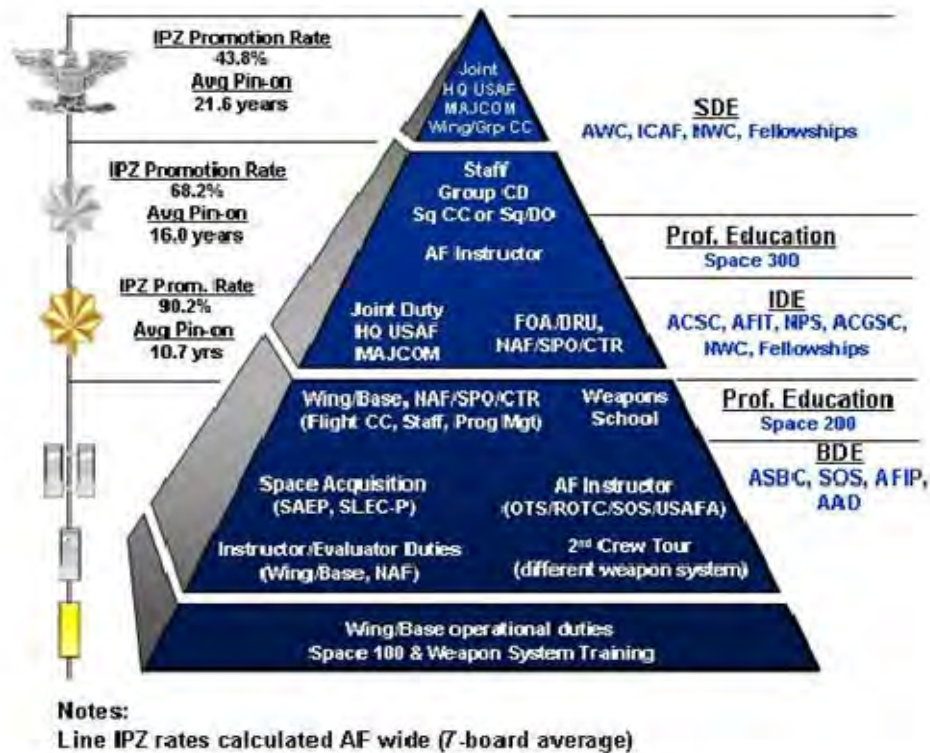 IPZ Promotion Rate
43.8%
Avg Pin-on
21.6 years
IPZ Promotion Rate
68.2%
Avg Pin-on
16.0 years
IPZ Prom. Rate
90.2%
Avg Pin-on
10.7 yrs
Joint
HQ USAF
MAJCOM
Wing/Grp CC
Staff
Group CD
Sq CC or Sq/DO
AF Instructor
Joint Duty
HQ USAF
MAJCOM
FOA/DRU,
NAF/SPO/CTR
Wing/Base, NAF/SPO/CTR
(Flight CC, Staff, Prog Mgt)
Weapons
School
Space Acquisition
(SAEP, SLEC-P)
AF Instructor
(OTS/ROTC/SOS/USAFA)
Instructor/Evaluator Duties
(Wing/Base, NAF)
2nd Crew Tour
(different weapon system)
Wing/Base operational duties
Space 100 & Weapon System Training
SDE
AWC, ICAF, NWC, Fellowships
Prof. Education
Space 300
IDE
ACSC, AFIT, NPS, ACGSC,
NWC, Fellowships
Prof. Education
Space 200
BDE
ASBC, SOS, AFIP,
AAD
Notes:
Line IPZ rates calculated AF wide (7-board average)